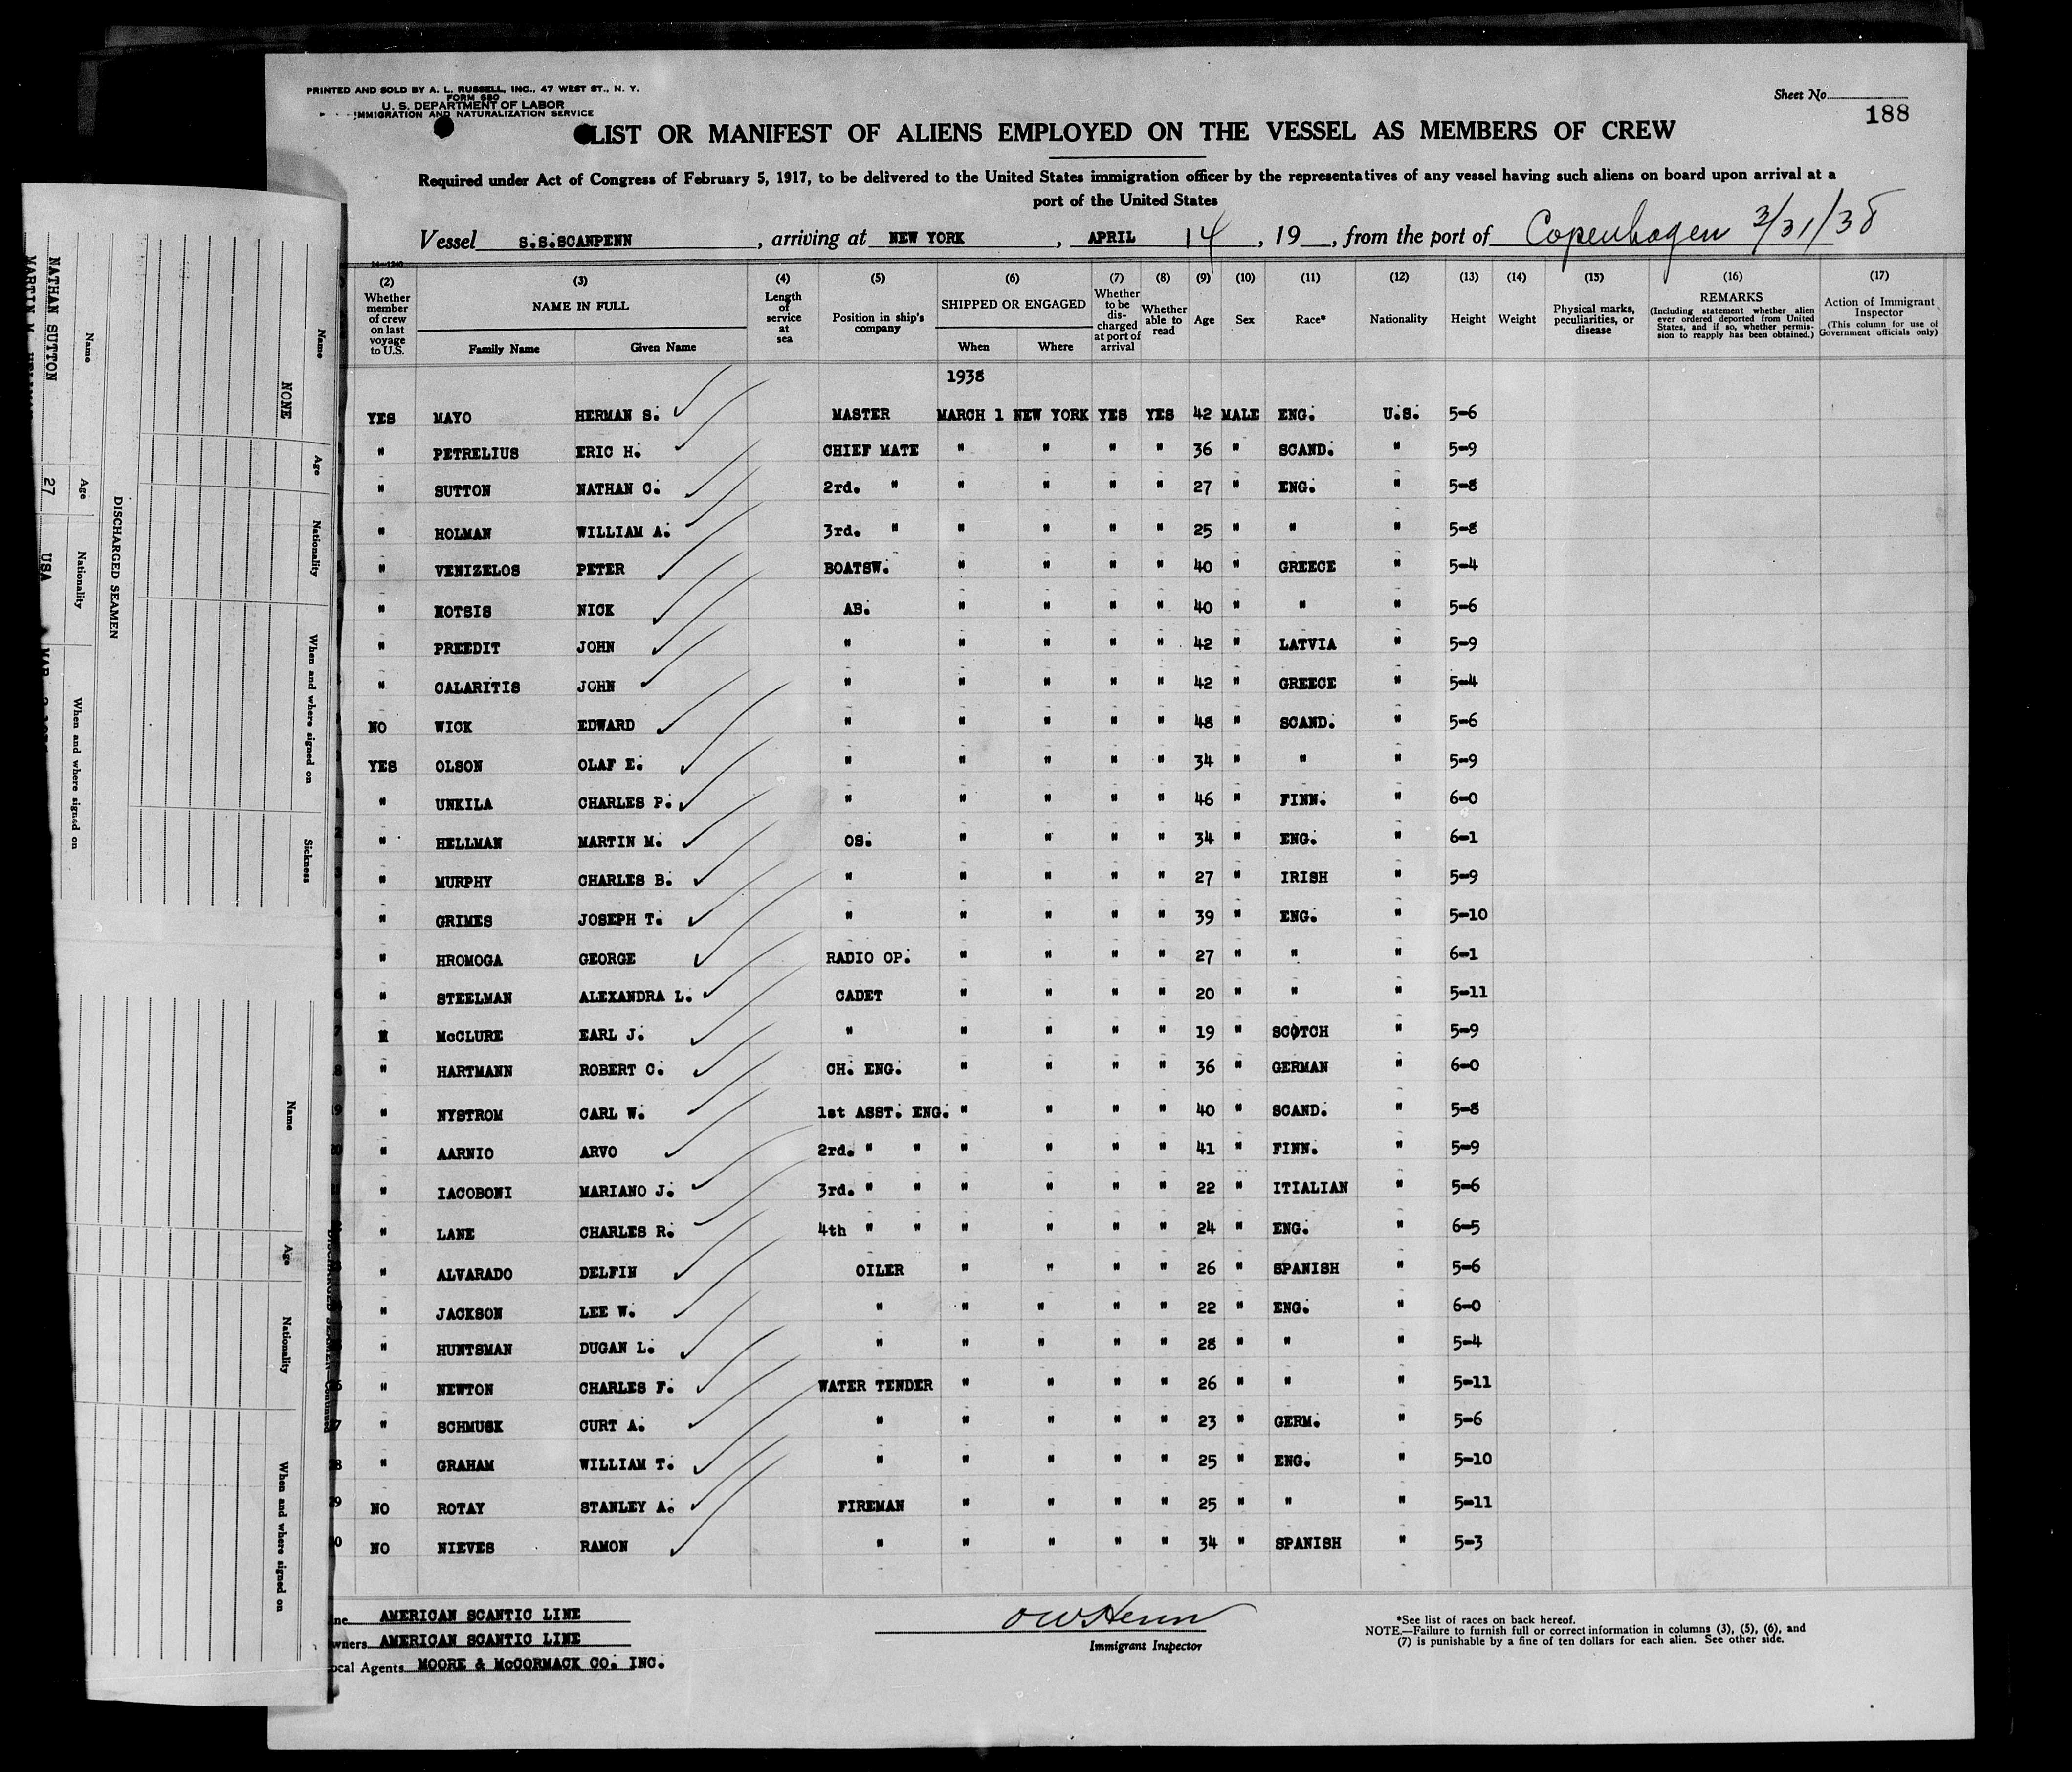 PRINTED AND SOLD BY A. L. RUSSELL, INC., 47 WEST ST., N. Y.
FORM 680
U. S. DEPARTMENT OF LABOR
IMMIGRATION AND NATURALIZATION SERVICE
Sheet No.
188
LIST OR MANIFEST OF ALIENS EMPLOYED ON THE VESSEL AS MEMBERS OF CREW
Required under Act of Congress of February 5, 1917, to be delivered to the United States immigration officer by the representatives of any vessel having such aliens on board upon arrival at a
port of the United States
Vessel S.S.SCANPENN, arriving at NEW YORK, APRIL 14, 19__, from the port of Copenhagen 3/31/38
14—1240
(2) (3) (4) (5) (6) (7) (8) (9) (10) (11) (12) (13) (14) (15) (16) (17)
Whether member of crew on last voyage to U.S.
NAME IN FULL
Family Name
Given Name
Length of service at sea
Position in ship's company
SHIPPED OR ENGAGED
When
Where
Whether to be discharged at port of arrival
Whether able to read
Age
Sex
Race*
Nationality
Height
Weight
Physical marks, peculiarities, or disease
REMARKS
(Including statement whether alien ever ordered deported from United States, and if so, whether permission to reapply has been obtained.)
Action of Immigrant Inspector
(This column for use of Government officials only)
1938
YES MAYO HERMAN S. MASTER MARCH 1 NEW YORK YES YES 42 MALE ENG. U.S. 5-6
" PETRELIUS ERIC H. CHIEF MATE " " " " 36 " SCAND. " 5-9
" SUTTON NATHAN C. 2rd. " " " " " 27 " ENG. " 5-8
" HOLMAN WILLIAM A. 3rd. " " " " " 25 " " " 5-8
" VENIZELOS PETER BOATSW. " " " " 40 " GREECE " 5-4
" KOTSIS NICK AB. " " " " 40 " " " 5-6
" PREEDIT JOHN " " " " " 42 " LATVIA " 5-9
" CALARITIS JOHN " " " " " 42 " GREECE " 5-4
NO WICK EDWARD " " " " " 48 " SCAND. " 5-6
YES OLSON OLAF E. " " " " " 34 " " " 5-9
" UNKILA CHARLES P. " " " " " 46 " FINN. " 6-0
" HELLMAN MARTIN M. OS. " " " " 34 " ENG. " 6-1
" MURPHY CHARLES B. " " " " " 27 " IRISH " 5-9
" GRIMES JOSEPH T. " " " " " 39 " ENG. " 5-10
" HROMOGA GEORGE RADIO OP. " " " " 27 " " " 6-1
" STEELMAN ALEXANDRA L. CADET " " " " 20 " " " 5-11
" McCLURE EARL J. " " " " " 19 " SCOTCH " 5-9
" HARTMANN ROBERT C. CH. ENG. " " " " 36 " GERMAN " 6-0
" NYSTROM CARL W. 1st ASST. ENG. " " " " 40 " SCAND. " 5-8
" AARNIO ARVO 2rd. " " " " " " 41 " FINN. " 5-9
" IACOBONI MARIANO J. 3rd. " " " " " " 22 " ITIALIAN " 5-6
" LANE CHARLES R. 4th " " " " " " 24 " ENG. " 6-5
" ALVARADO DELFIN OILER " " " " 26 " SPANISH " 5-6
" JACKSON LEE W. " " " " " 22 " ENG. " 6-0
" HUNTSMAN DUGAN L. " " " " " 28 " " " 5-4
" NEWTON CHARLES F. WATER TENDER " " " " 26 " " " 5-11
" SCHMUSK CURT A. " " " " " 23 " GERM. " 5-6
" GRAHAM WILLIAM T. " " " " " 25 " ENG. " 5-10
NO ROTAY STANLEY A. FIREMAN " " " " 25 " " " 5-11
NO NIEVES RAMON " " " " " 34 " SPANISH " 5-3
AMERICAN SCANTIC LINE
AMERICAN SCANTIC LINE
Agents MOORE & McCORMACK CO. INC.
Immigrant Inspector
*See list of races on back hereof.
NOTE.—Failure to furnish full or correct information in columns (3), (5), (6), and
(7) is punishable by a fine of ten dollars for each alien. See other side.
Name Age Nationality When and where signed on Sickness
NONE
DISCHARGED SEAMEN
Name Age Nationality When and where signed on
NATHAN SUTTON 27 USA
MARTIN M.
Name Age Nationality When and where signed on